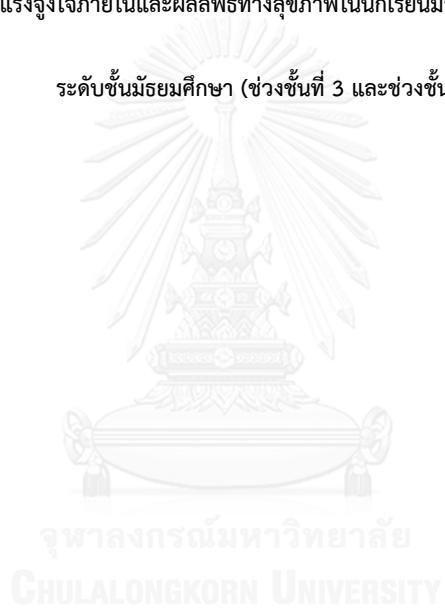 แรงจูงใจภายในและผลลัพธ์ทางสุขภาพในนักเรียนมั
ระดับชั้นมัธยมศึกษา (ช่วงชั้นที่ 3 และช่วงชั้น
จุฬาลงกรณ์มหาวิทยาลัย
CHULALONGKORN UNIVERSITY